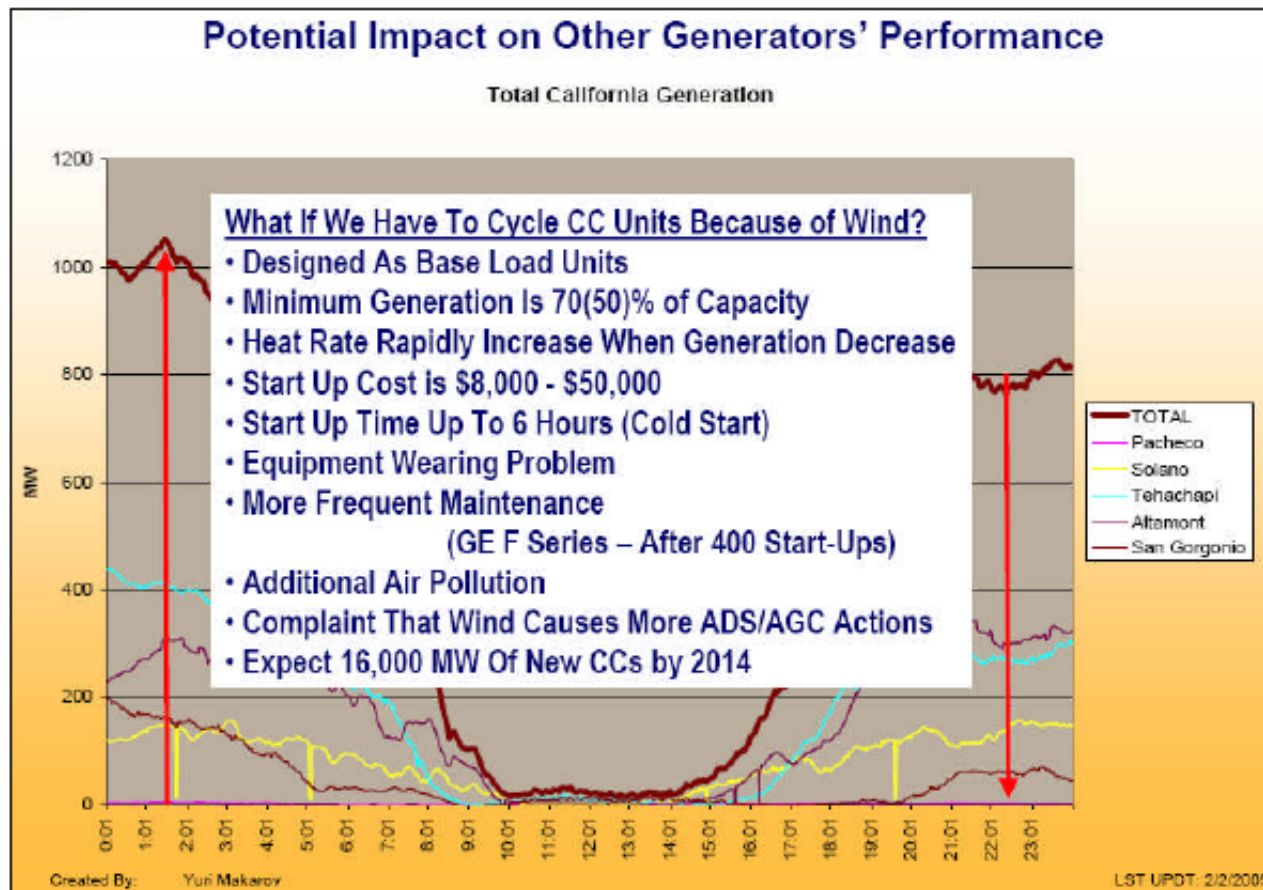 Potential Impact on Other Generators' Performance
Total California Generation
1200
1000
800
600
400
200
0
MW
What If We Have To Cycle CC Units Because of Wind?
• Designed As Base Load Units
• Minimum Generation Is 70(50)% of Capacity
• Heat Rate Rapidly Increase When Generation Decrease
• Start Up Cost is $8,000 - $50,000
• Start Up Time Up To 6 Hours (Cold Start)
• Equipment Wearing Problem
• More Frequent Maintenance
(GE F Series – After 400 Start-Ups)
• Additional Air Pollution
• Complaint That Wind Causes More ADS/AGC Actions
• Expect 16,000 MW Of New CCs by 2014
TOTAL
Pacheco
Solano
Tehachapi
Altamont
San Gorgonio
0:01
1:01
2:01
3:01
4:01
5:01
6:01
7:01
8:01
9:01
10:01
11:01
12:01
13:01
14:01
15:01
16:01
17:01
18:01
19:01
20:01
21:01
22:01
23:01
Created By: Yuri Makarov
LST UPDT: 2/2/2005